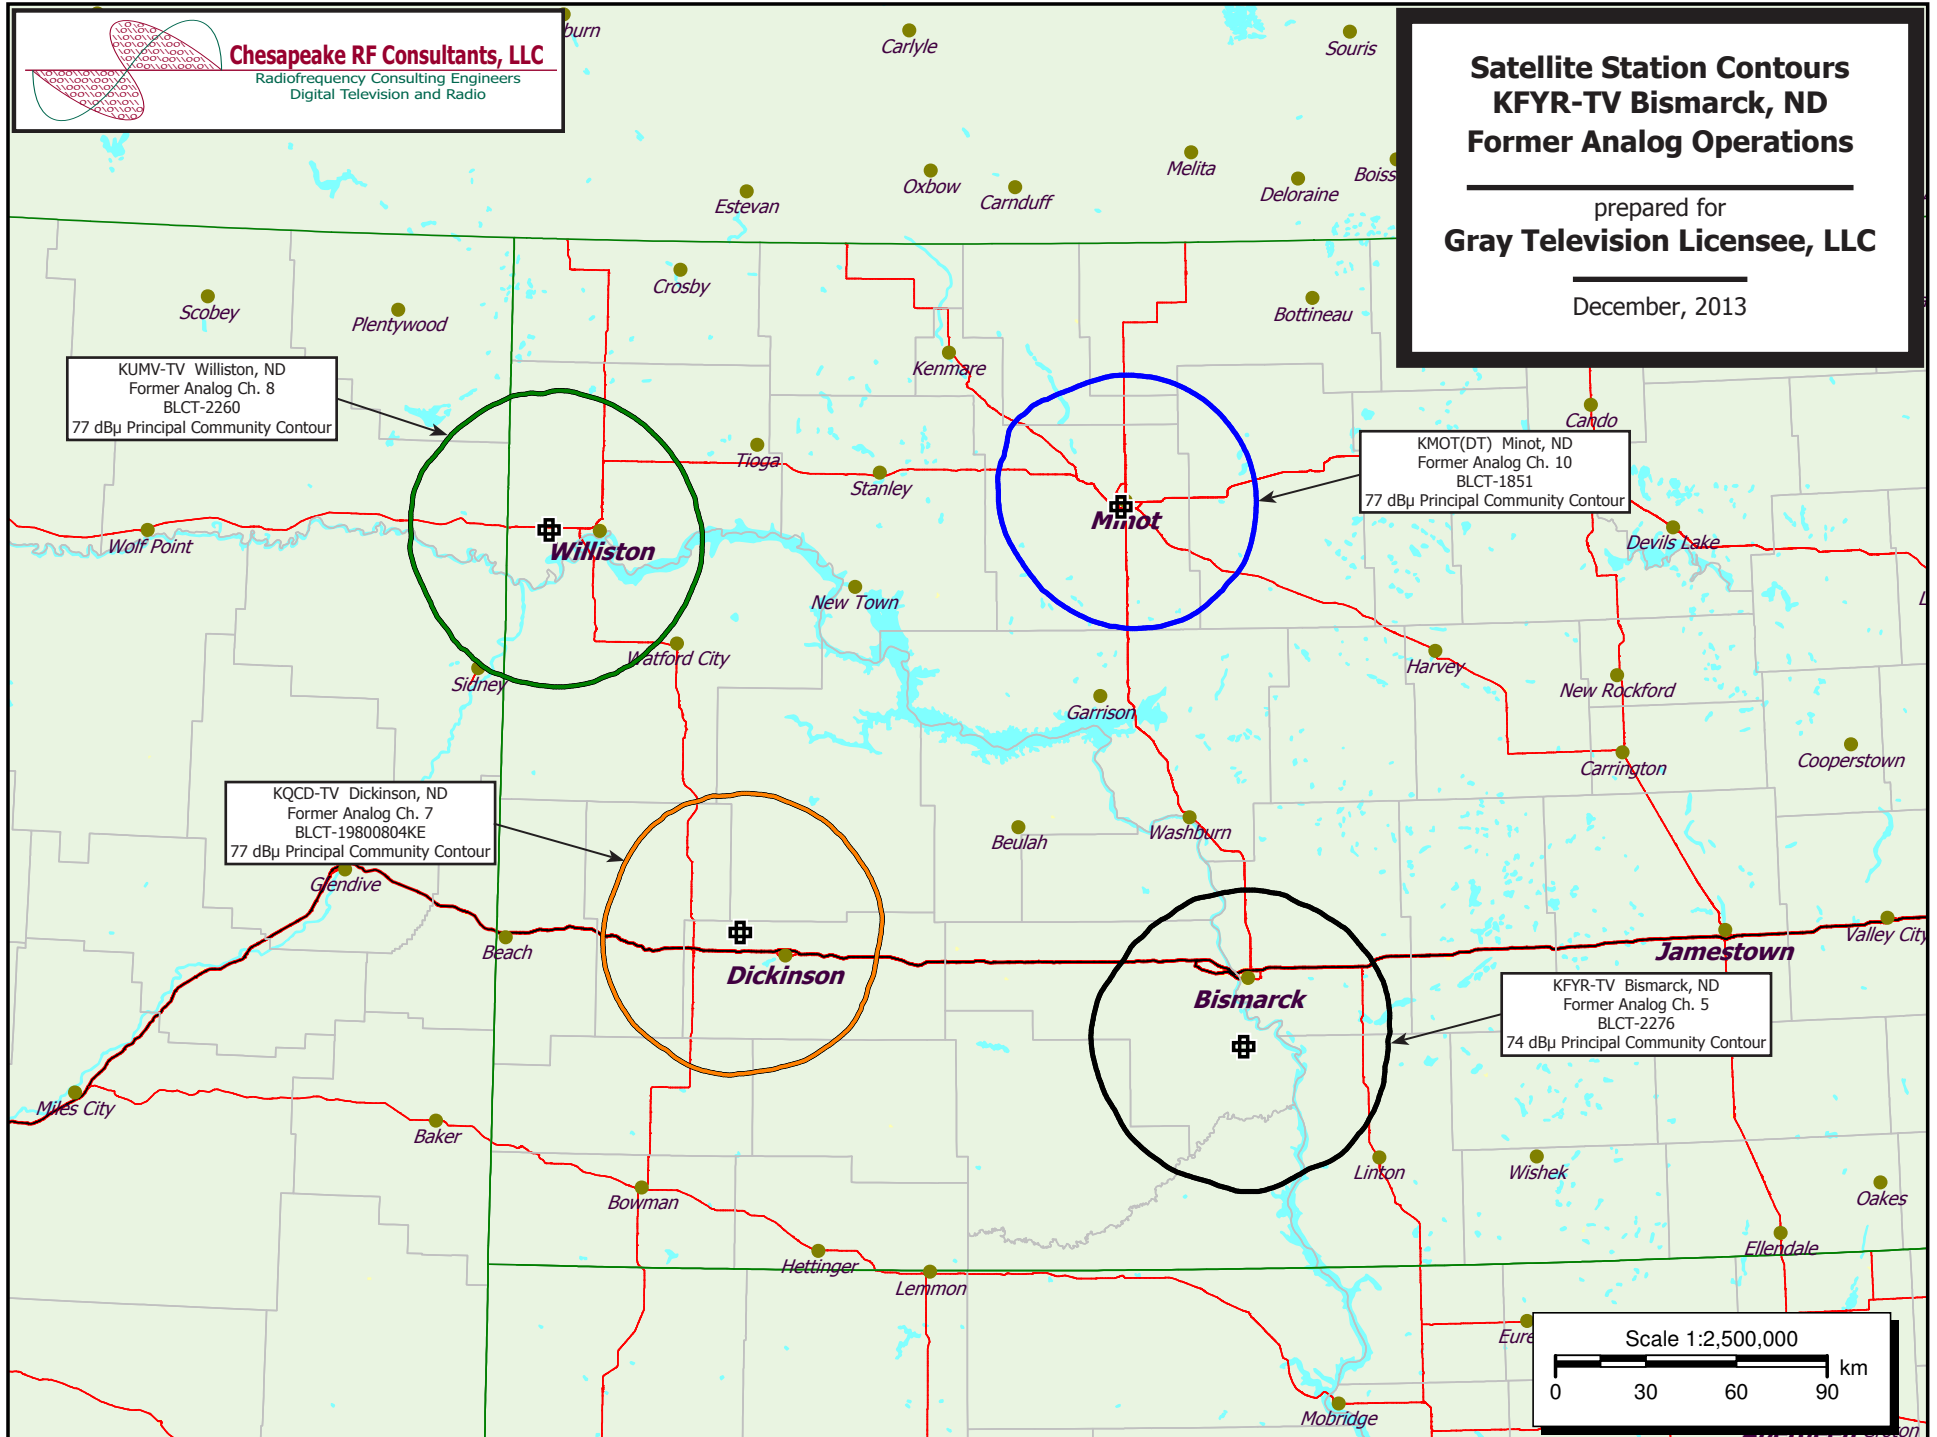 Chesapeake RF Consultants, LLC
Radiofrequency Consulting Engineers
Digital Television and Radio
burn
Carlyle
Souris
Satellite Station Contours
KFYR-TV Bismarck, ND
Former Analog Operations
prepared for
Gray Television Licensee, LLC
December, 2013
Melita
Boiss
Oxbow
Deloraine
Estevan
Carnduff
Crosby
Scobey
Plentywood
Bottineau
Kenmare
KUMV-TV Williston, ND
Former Analog Ch. 8
BLCT-2260
77 dBµ Principal Community Contour
Cando
KMOT(DT) Minot, ND
Former Analog Ch. 10
BLCT-1851
77 dBµ Principal Community Contour
Tioga
Stanley
Minot
Wolf Point
Williston
Devils Lake
New Town
L
Watford City
Sidney
Harvey
New Rockford
Garrison
Carrington
Cooperstown
KQCD-TV Dickinson, ND
Former Analog Ch. 7
BLCT-19800804KE
77 dBµ Principal Community Contour
Beulah
Washburn
Glendive
Beach
Dickinson
Bismarck
Jamestown
Valley City
KFYR-TV Bismarck, ND
Former Analog Ch. 5
BLCT-2276
74 dBµ Principal Community Contour
Miles City
Baker
Linton
Wishek
Bowman
Oakes
Hettinger
Lemmon
Ellendale
Eure
Scale 1:2,500,000
km
0 30 60 90
Mobridge
Groton